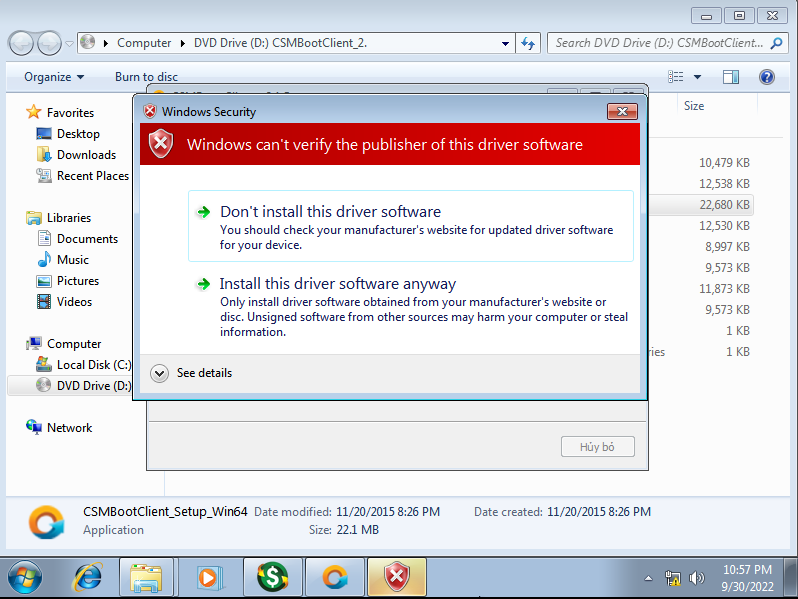 Computer
DVD Drive (D:) CSMBootClient_2.
Search DVD Drive (D:) CSMBootClient...
Organize
Burn to disc
Favorites
Desktop
Downloads
Recent Places
Libraries
Documents
Music
Pictures
Videos
Computer
Local Disk (C:)
DVD Drive (D:)
Network
Size
10,479 KB
12,538 KB
22,680 KB
12,530 KB
8,997 KB
9,573 KB
11,873 KB
9,573 KB
1 KB
ries
1 KB
Windows Security
Windows can't verify the publisher of this driver software
Don't install this driver software
You should check your manufacturer's website for updated driver software
for your device.
Install this driver software anyway
Only install driver software obtained from your manufacturer's website or
disc. Unsigned software from other sources may harm your computer or steal
information.
See details
Hủy bỏ
CSMBootClient_Setup_Win64
Date modified: 11/20/2015 8:26 PM
Date created: 11/20/2015 8:26 PM
Application
Size: 22.1 MB
10:57 PM
9/30/2022